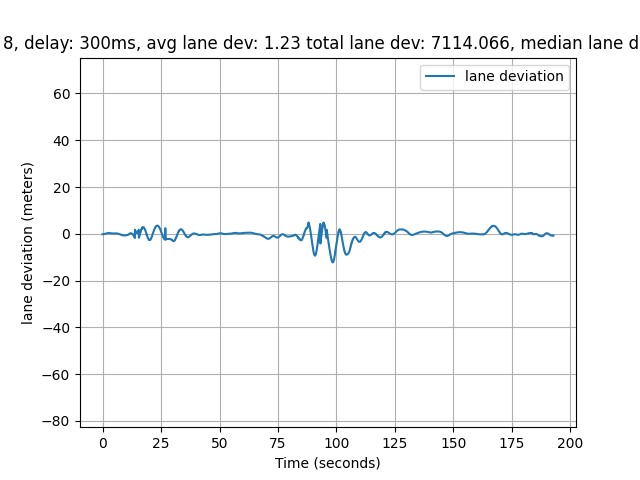 8, delay: 300ms, avg lane dev: 1.23 total lane dev: 7114.066, median lane d
lane deviation
60
40
20
0
−20
−40
−60
−80
lane deviation (meters)
0 25 50 75 100 125 150 175 200
Time (seconds)